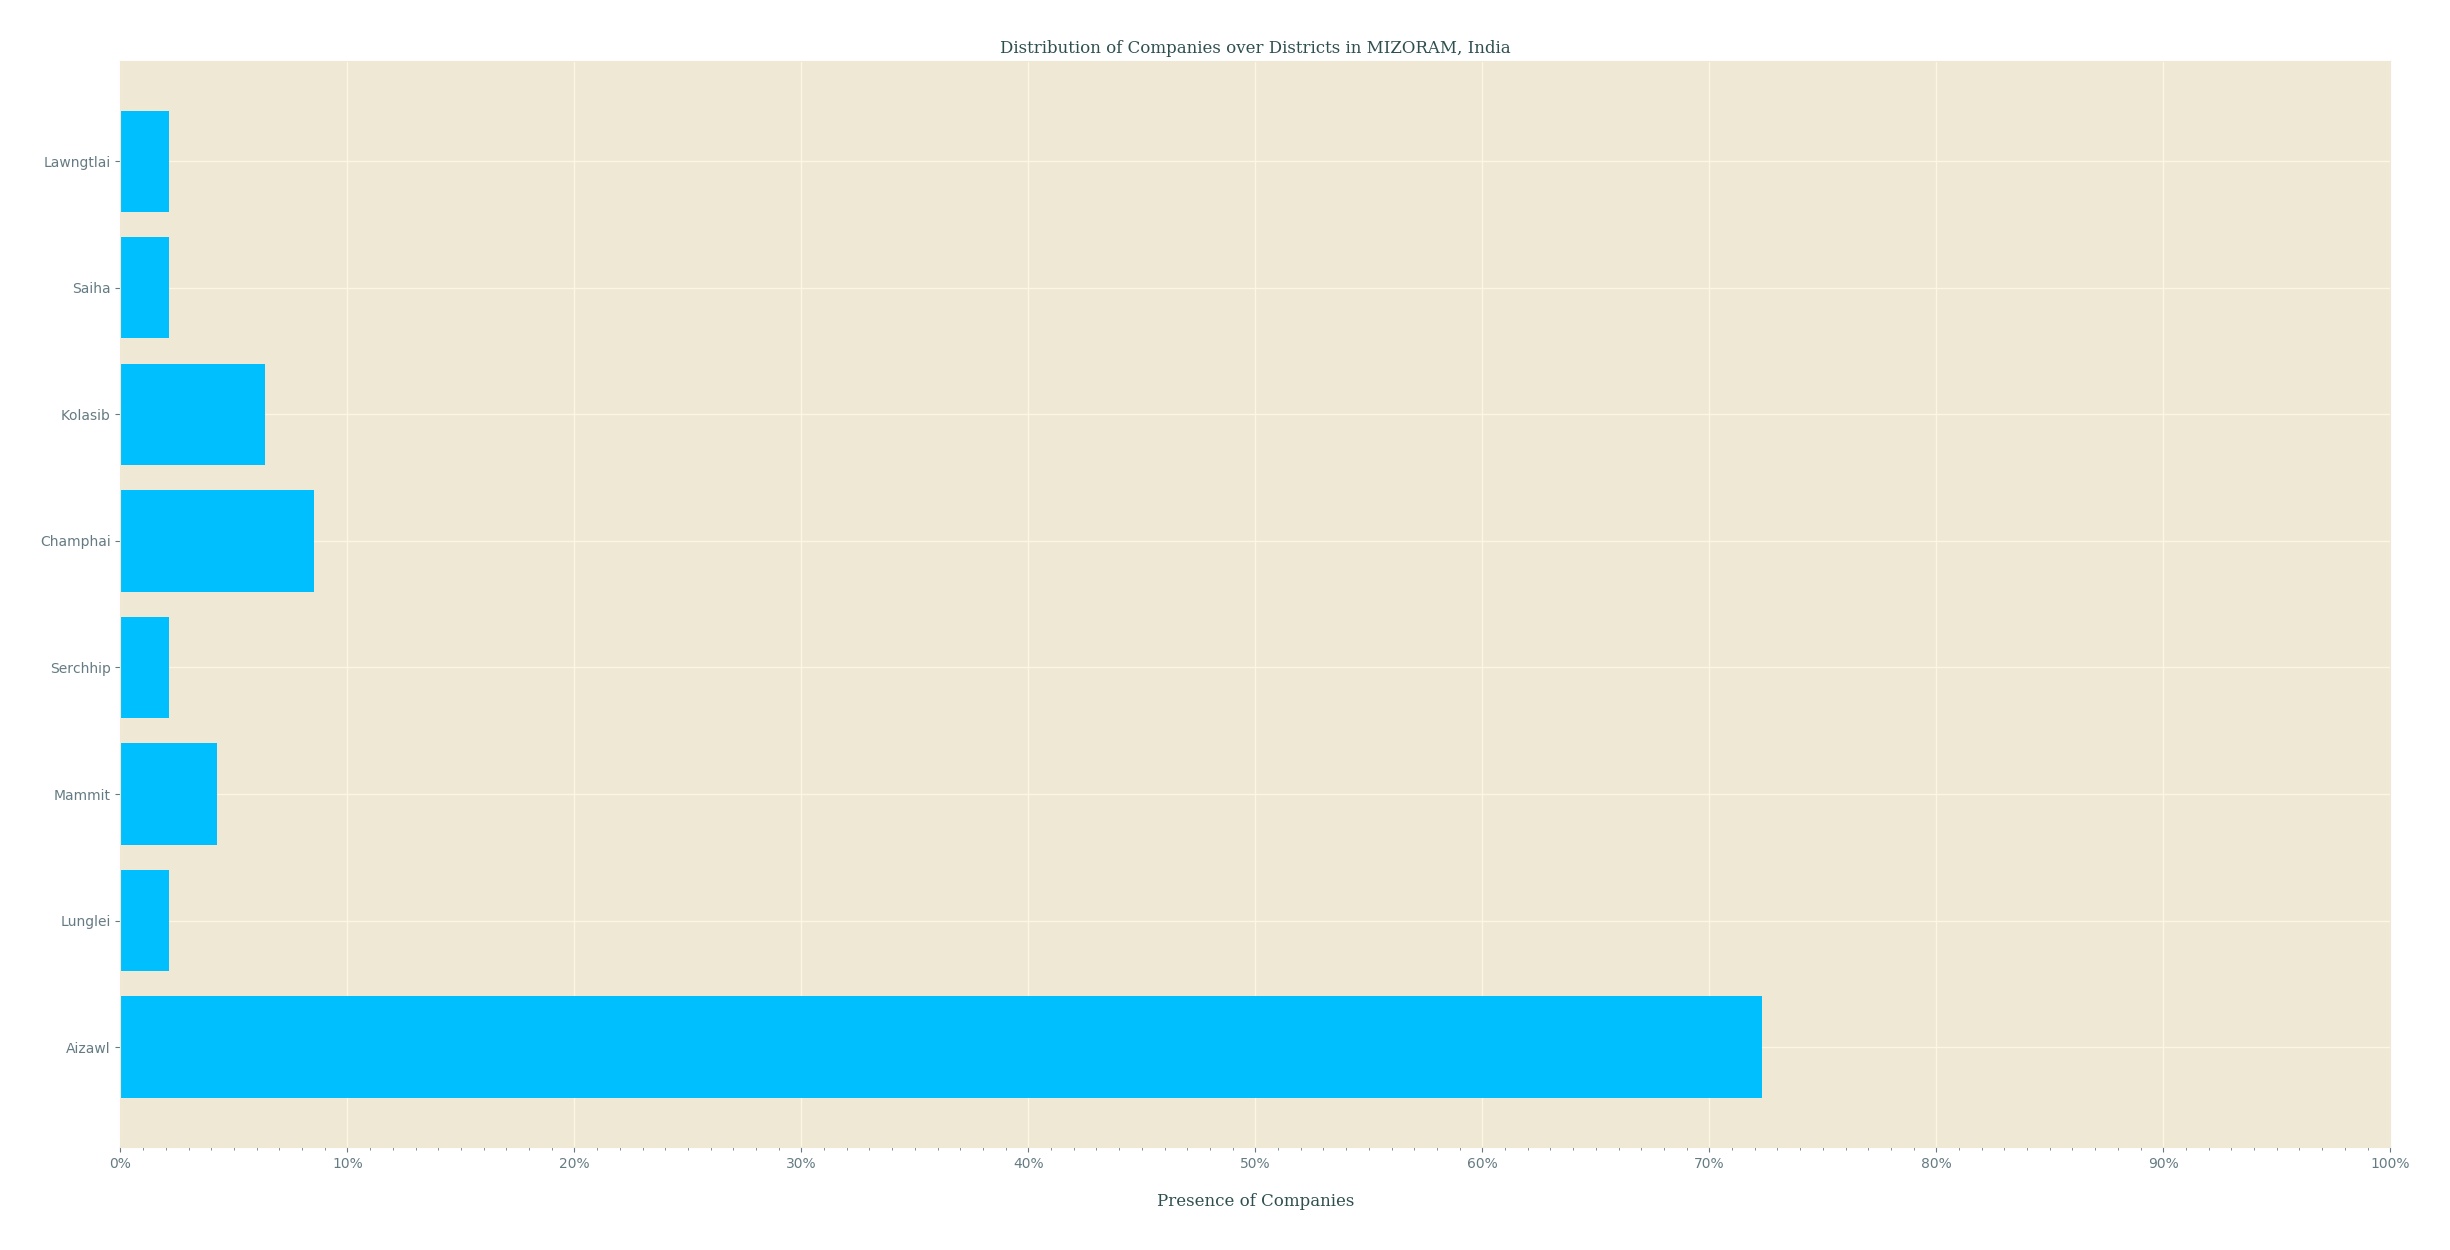 Distribution of Companies over Districts in MIZORAM, India
Lawngtlai
Saiha
Kolasib
Champhai
Serchhip
Mammit
Lunglei
Aizawl
0% 10% 20% 30% 40% 50% 60% 70% 80% 90% 100%
Presence of Companies